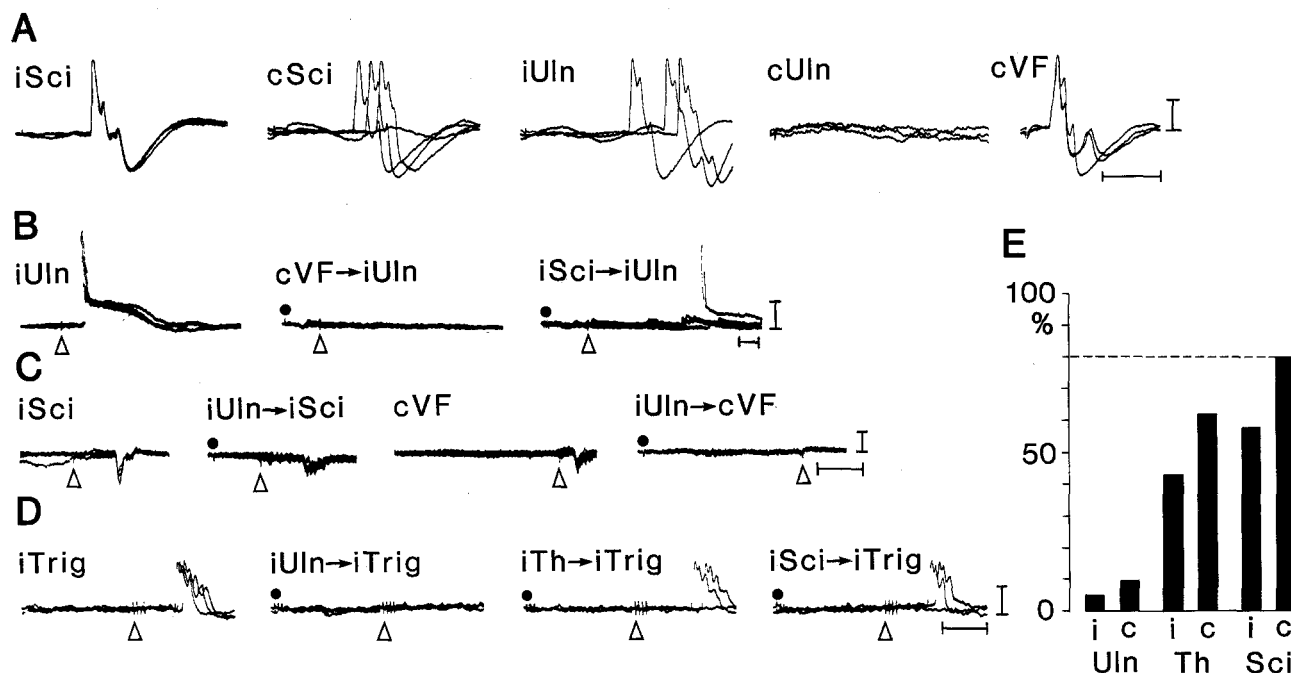 A
iSci
cSci
iUln
cUln
cVF
B
iUln
cVF→iUln
iSci→iUln
C
iSci
iUln→iSci
cVF
iUln→cVF
D
iTrig
iUln→iTrig
iTh→iTrig
iSci→iTrig
E
100
%
50
0
i c i c i c
Uln Th Sci